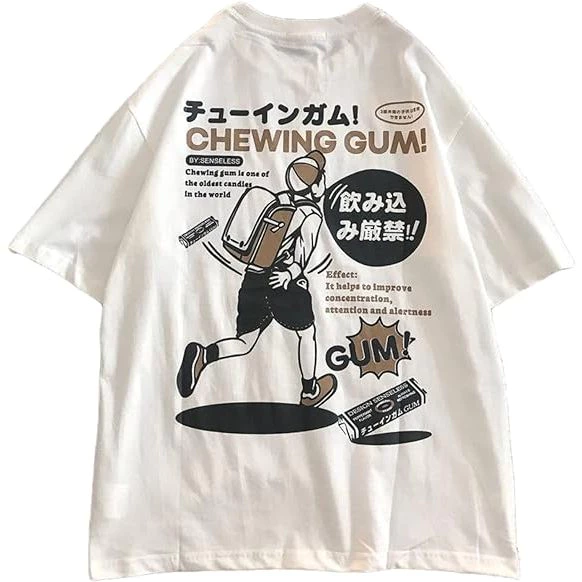 チューインガム!
CHEWING GUM!
BY:SENSELESS
Chewing gum is one of
the oldest candies
in the world
飲み込
み厳禁!!
Effect:
It helps to improve
concentration,
attention and alertness
GUM!
DESIGN SENSELESS
チューインガム GUM